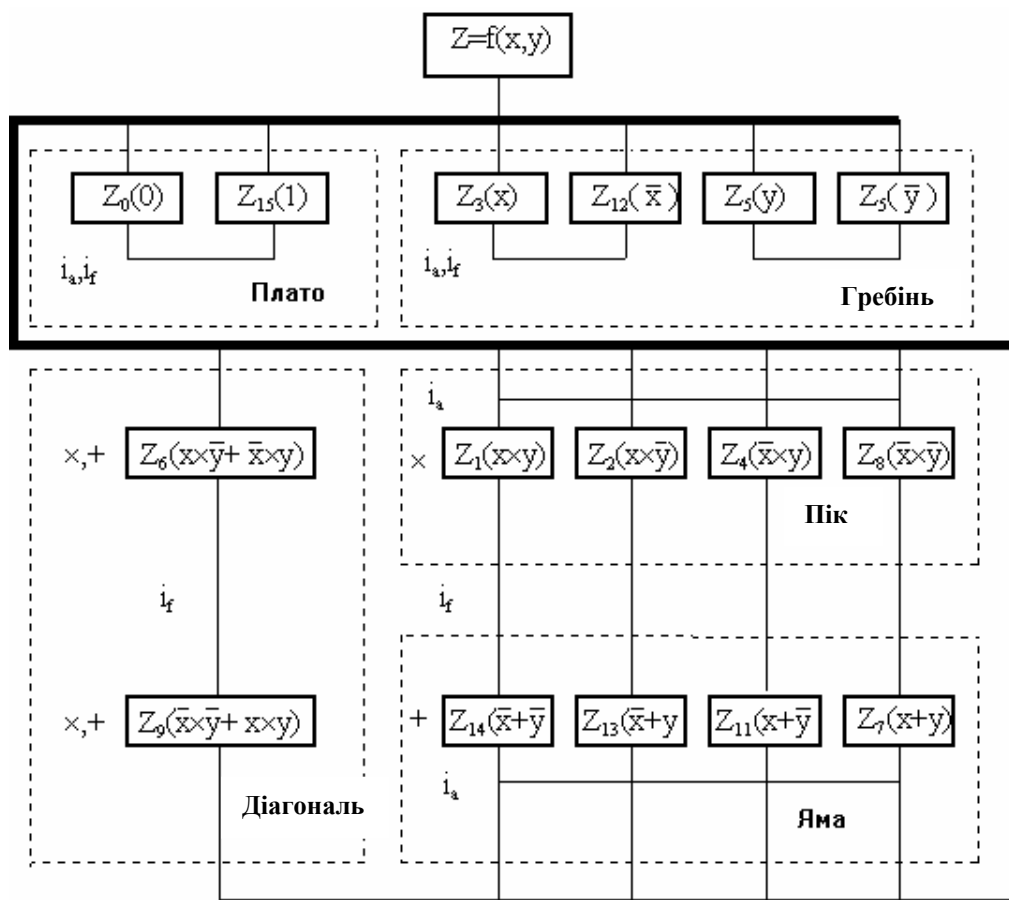 Z=f(x,y)
Z₀(0) Z₁₅(1) Z₃(x) Z₁₂(x̅) Z₅(y) Z₅(y̅)
iₐ,i_f iₐ,i_f
Плато Гребінь
iₐ
×,+ Z₆(x×y̅+ x̅×y) × Z₁(x×y) Z₂(x×y̅) Z₄(x̅×y) Z₈(x̅×y̅)
Пік
i_f i_f
×,+ Z₉(x̅×y̅+ x×y) + Z₁₄(x̅+y̅ Z₁₃(x̅+y Z₁₁(x+y̅ Z₇(x+y)
iₐ
Діагональ Яма